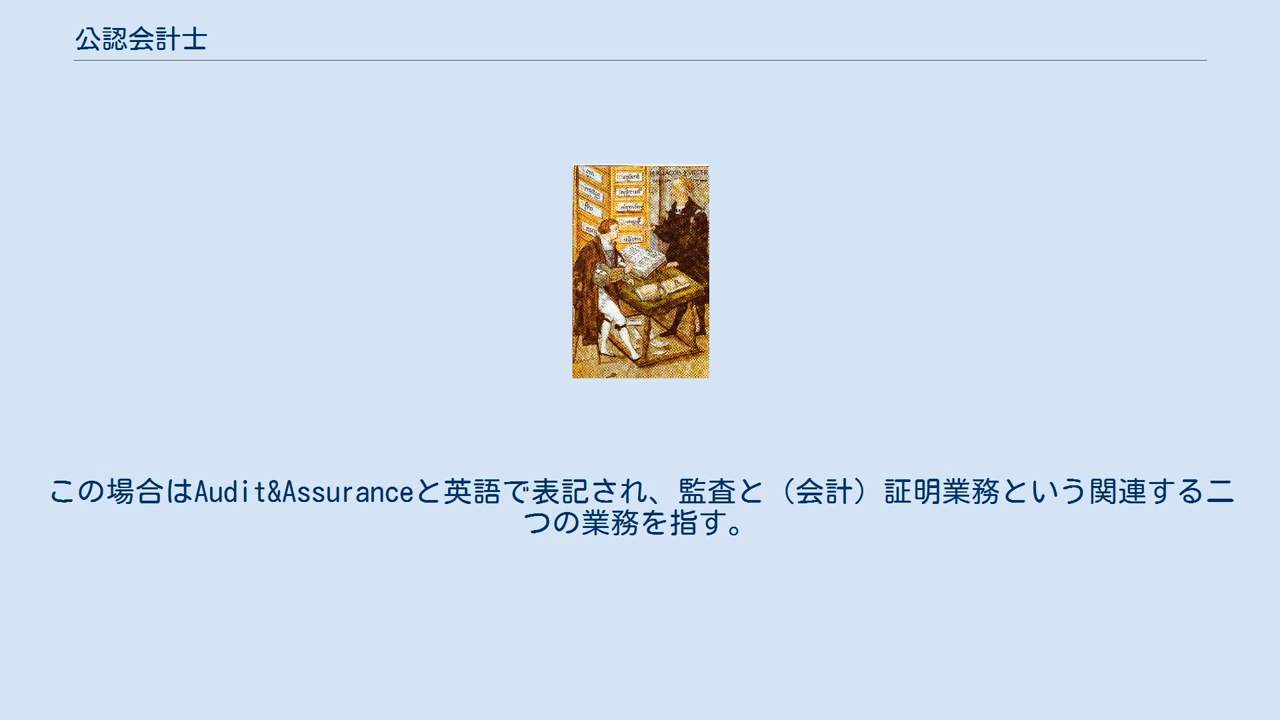 公認会計士
この場合はAudit&Assuranceと英語で表記され、監査と（会計）証明業務という関連する二
つの業務を指す。